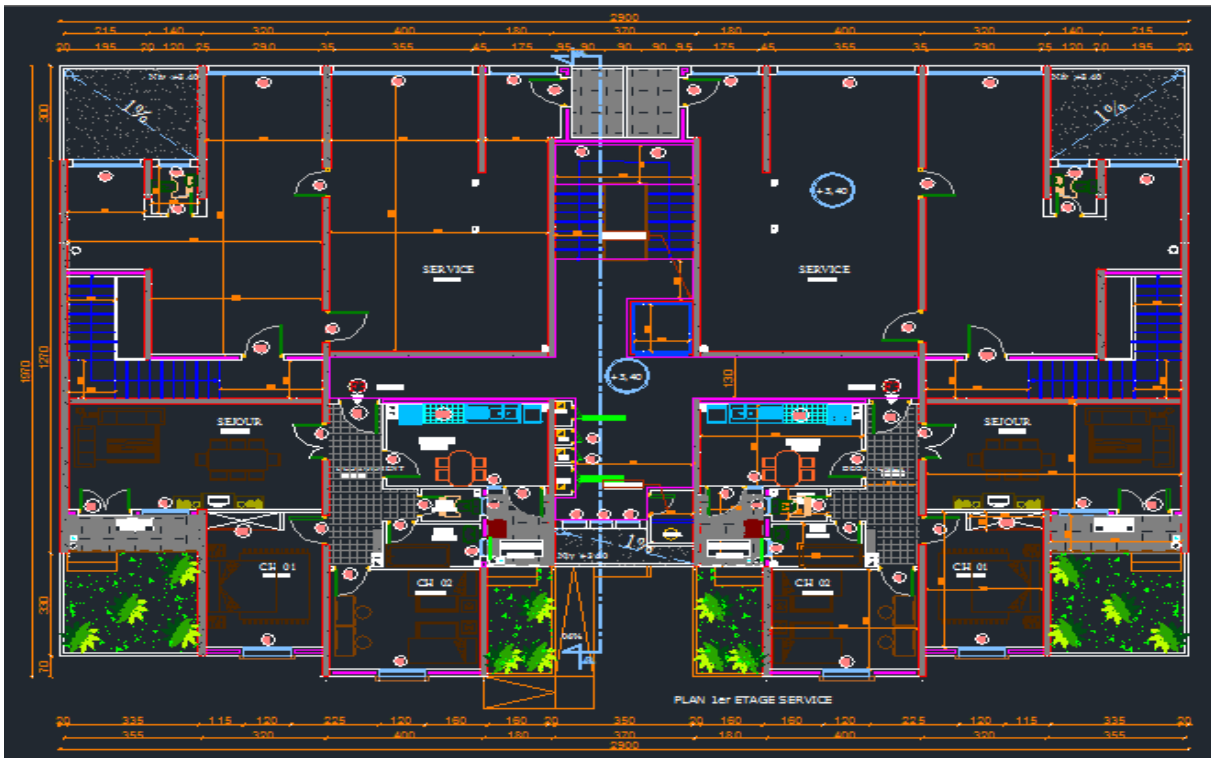 2900
215 140 320 400 180 370 180 400 320 140 215
20 195 20 120 25 290 35 355 45 175 95 90 90 95 175 45 355 35 290 25 120 20 195 20
1%
1%
300
+3,40
SERVICE
SERVICE
1970
1270
+3,40
130
SEJOUR
SEJOUR
CH 01
CH 02
CH 02
CH 01
330
70
PLAN 1er ETAGE SERVICE
20 335 115 120 225 120 160 160 20 350 20 160 160 120 225 120 115 335 20
355 320 400 180 180 400 320 355
2900